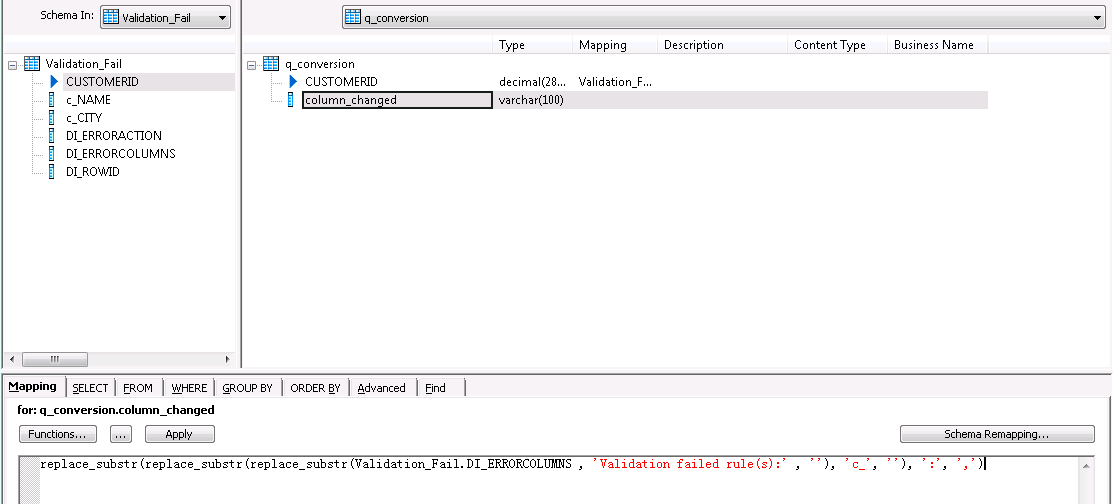 Schema In: Validation_Fail
q_conversion
Type Mapping Description Content Type Business Name
Validation_Fail
CUSTOMERID
c_NAME
c_CITY
DI_ERRORACTION
DI_ERRORCOLUMNS
DI_ROWID
q_conversion
CUSTOMERID decimal(28... Validation_F...
column_changed varchar(100)
Mapping SELECT FROM WHERE GROUP BY ORDER BY Advanced Find
for: q_conversion.column_changed
Functions... ... Apply Schema Remapping...
replace_substr(replace_substr(replace_substr(Validation_Fail.DI_ERRORCOLUMNS , 'Validation failed rule(s):' , ''), 'c_', ''), ':', ',')